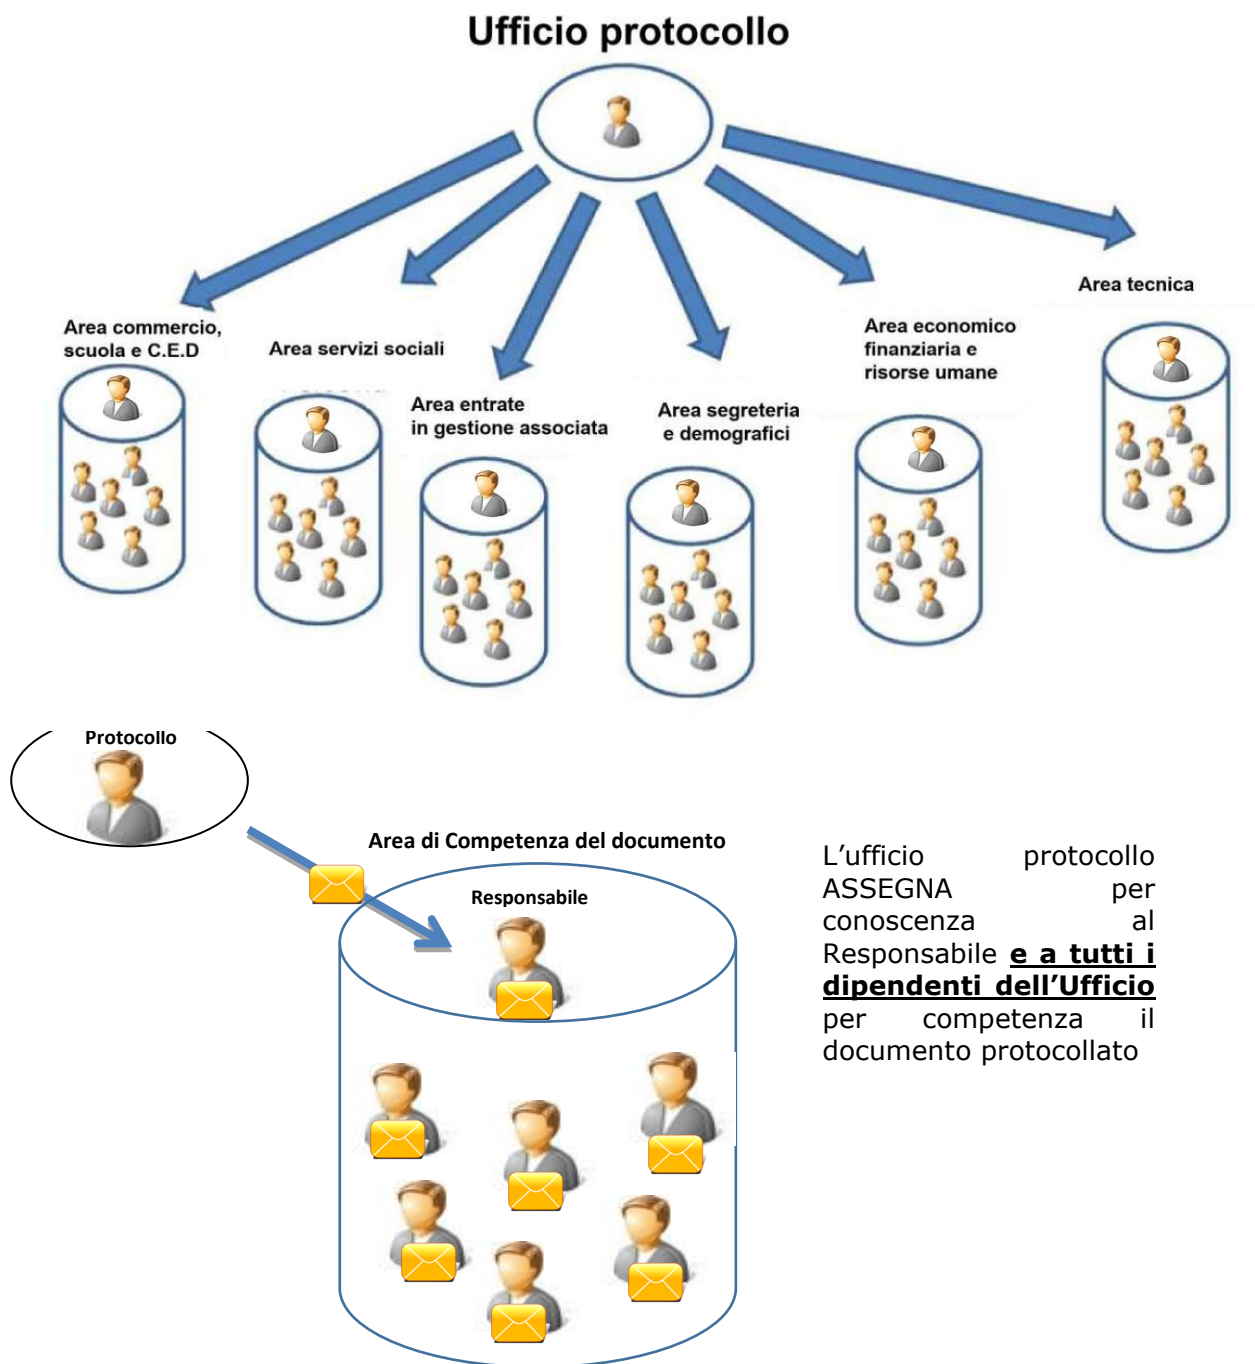 Ufficio protocollo
Area tecnica
Area commercio,
scuola e C.E.D
Area servizi sociali
Area economico
finanziaria e
risorse umane
Area entrate
in gestione associata
Area segreteria
e demografici
Protocollo
Area di Competenza del documento
Responsabile
L’ufficio protocollo
ASSEGNA per
conoscenza al
Responsabile e a tutti i
dipendenti dell’Ufficio
per competenza il
documento protocollato